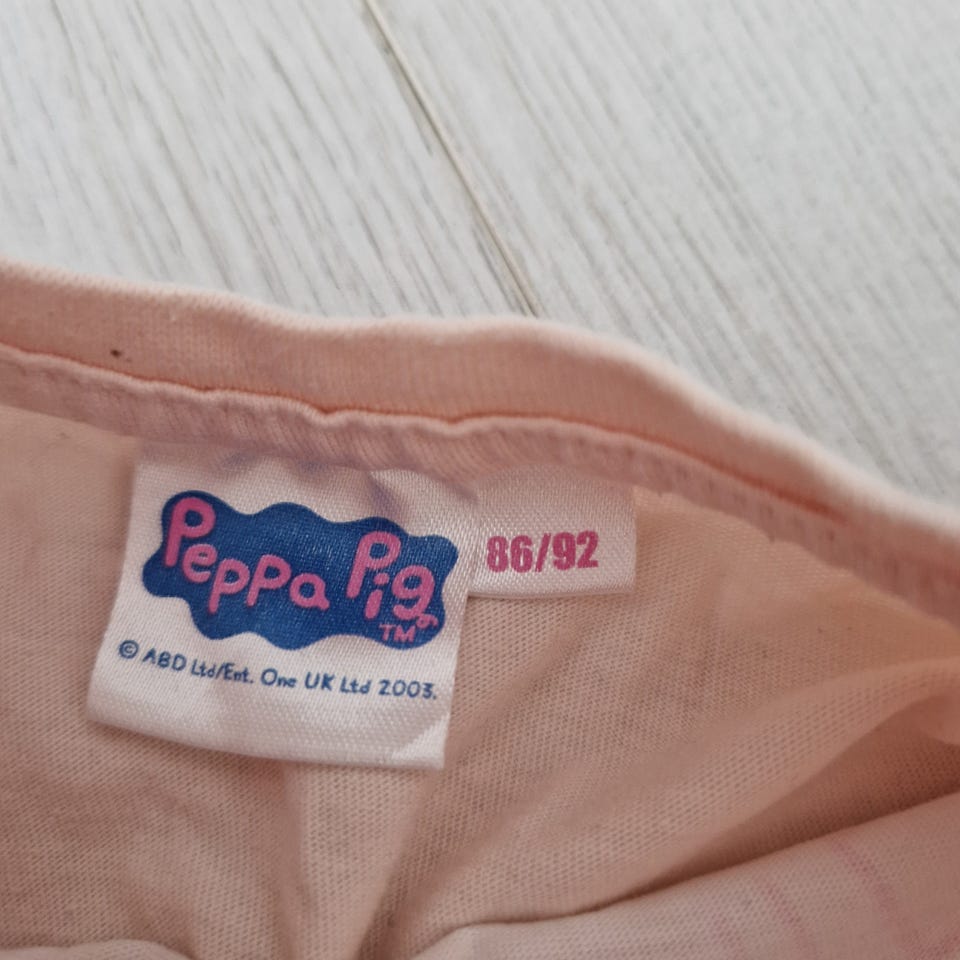 Peppa Pig
TM
86/92
© ABD Ltd/Ent. One UK Ltd 2003.